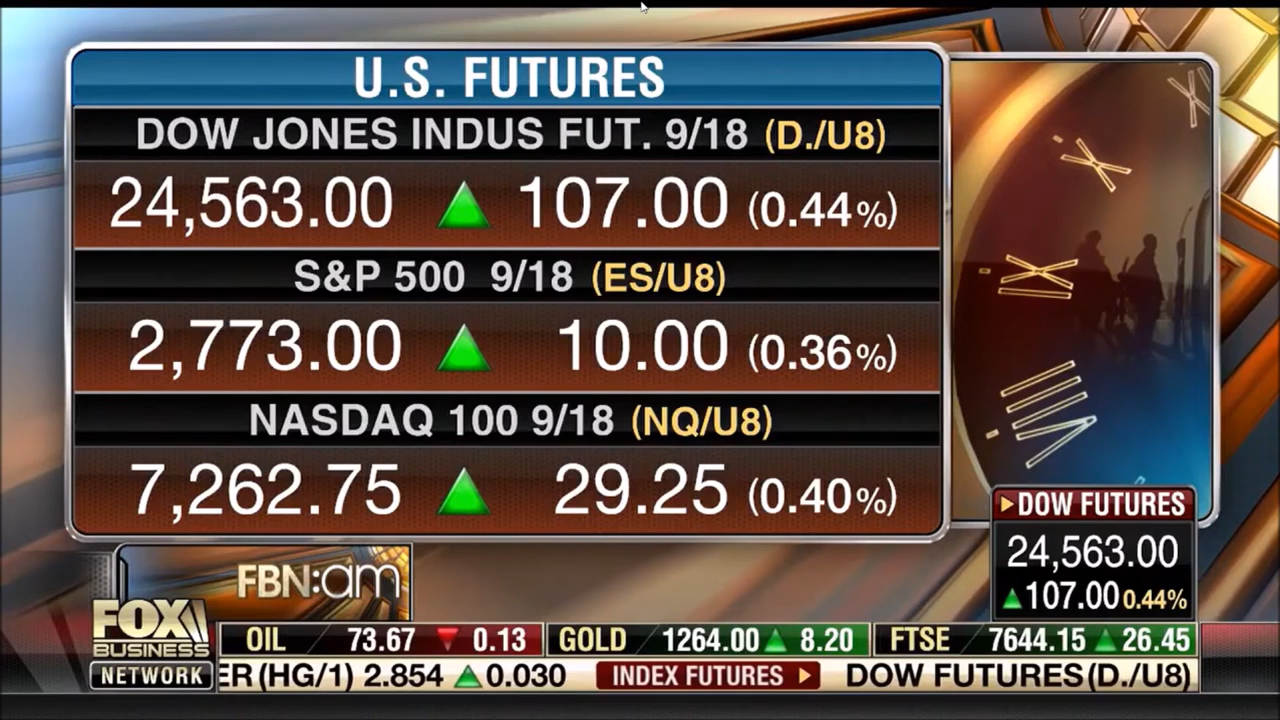 U.S. FUTURES
DOW JONES INDUS FUT. 9/18 (D./U8)
24,563.00 ▲ 107.00 (0.44%)
S&P 500 9/18 (ES/U8)
2,773.00 ▲ 10.00 (0.36%)
NASDAQ 100 9/18 (NQ/U8)
7,262.75 ▲ 29.25 (0.40%)
DOW FUTURES
24,563.00
▲ 107.00 0.44%
FBN:am
FOX
BUSINESS
NETWORK
OIL 73.67 ▼ 0.13 GOLD 1264.00 ▲ 8.20 FTSE 7644.15 ▲ 26.45
ER (HG/1) 2.854 ▲ 0.030 INDEX FUTURES DOW FUTURES (D./U8)